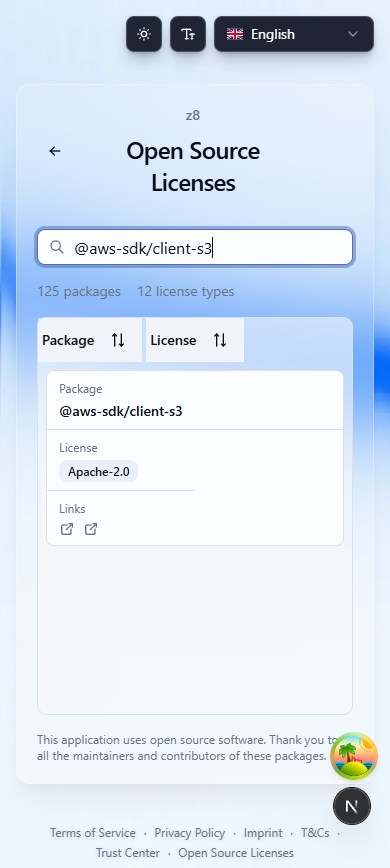 English
z8
Open Source
Licenses
@aws-sdk/client-s3
125 packages 12 license types
Package License
Package
@aws-sdk/client-s3
License
Apache-2.0
Links
This application uses open source software. Thank you to
all the maintainers and contributors of these packages.
N
Terms of Service · Privacy Policy · Imprint · T&Cs ·
Trust Center · Open Source Licenses